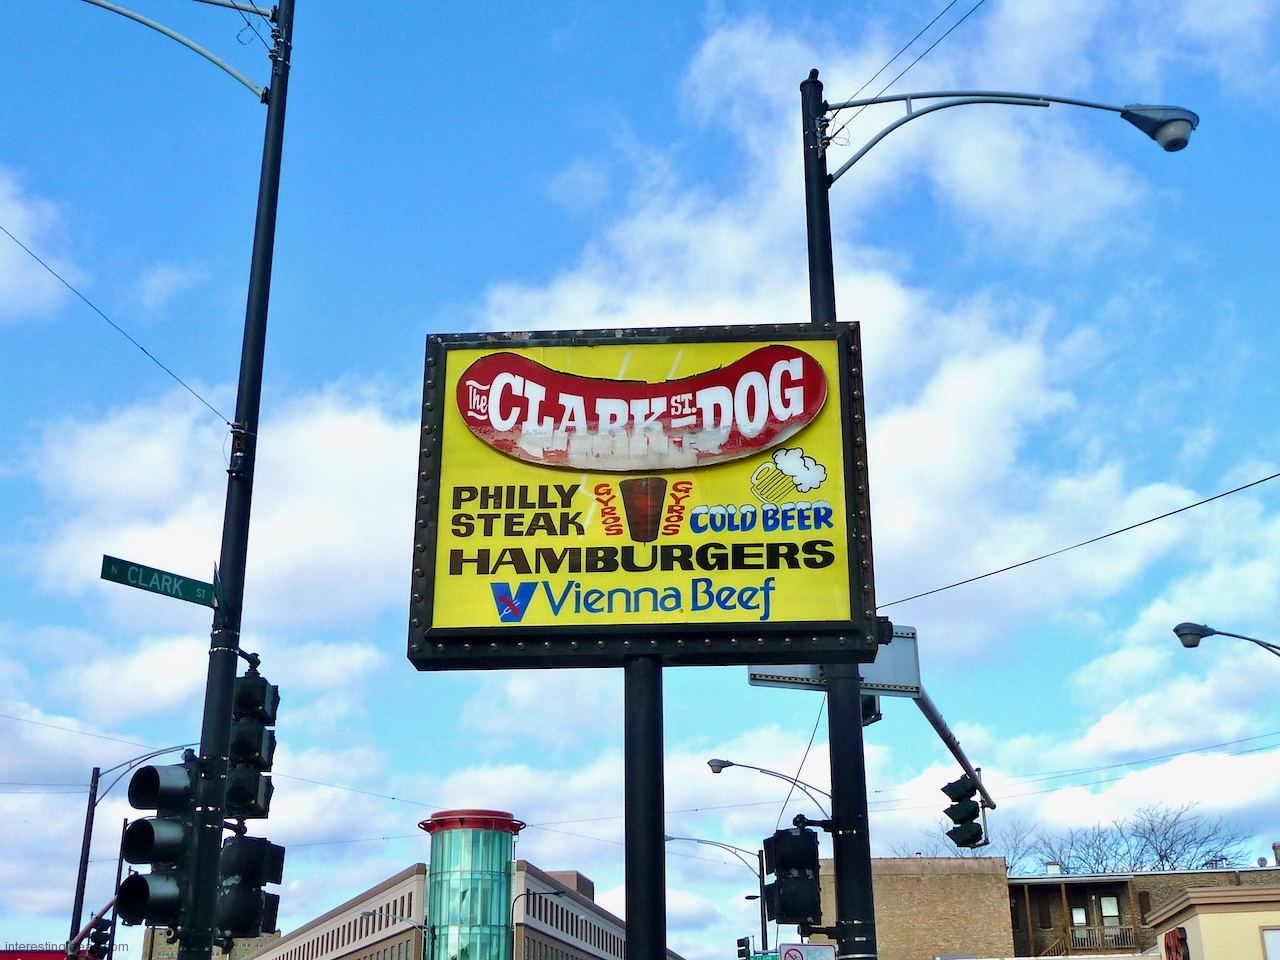 The CLARK ST. DOG
PHILLY
STEAK
GYROS
GYROS
COLD BEER
HAMBURGERS
Vienna Beef
N CLARK ST